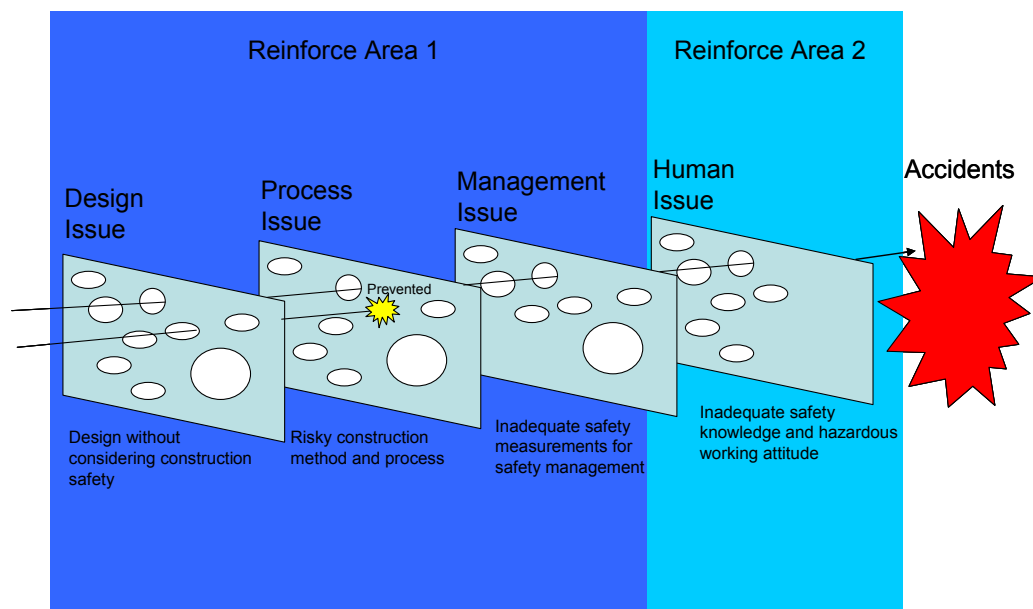 Reinforce Area 1
Reinforce Area 2
Design
Issue
Process
Issue
Management
Issue
Human
Issue
Accidents
Prevented
Design without
considering construction
safety
Risky construction
method and process
Inadequate safety
measurements for
safety management
Inadequate safety
knowledge and hazardous
working attitude